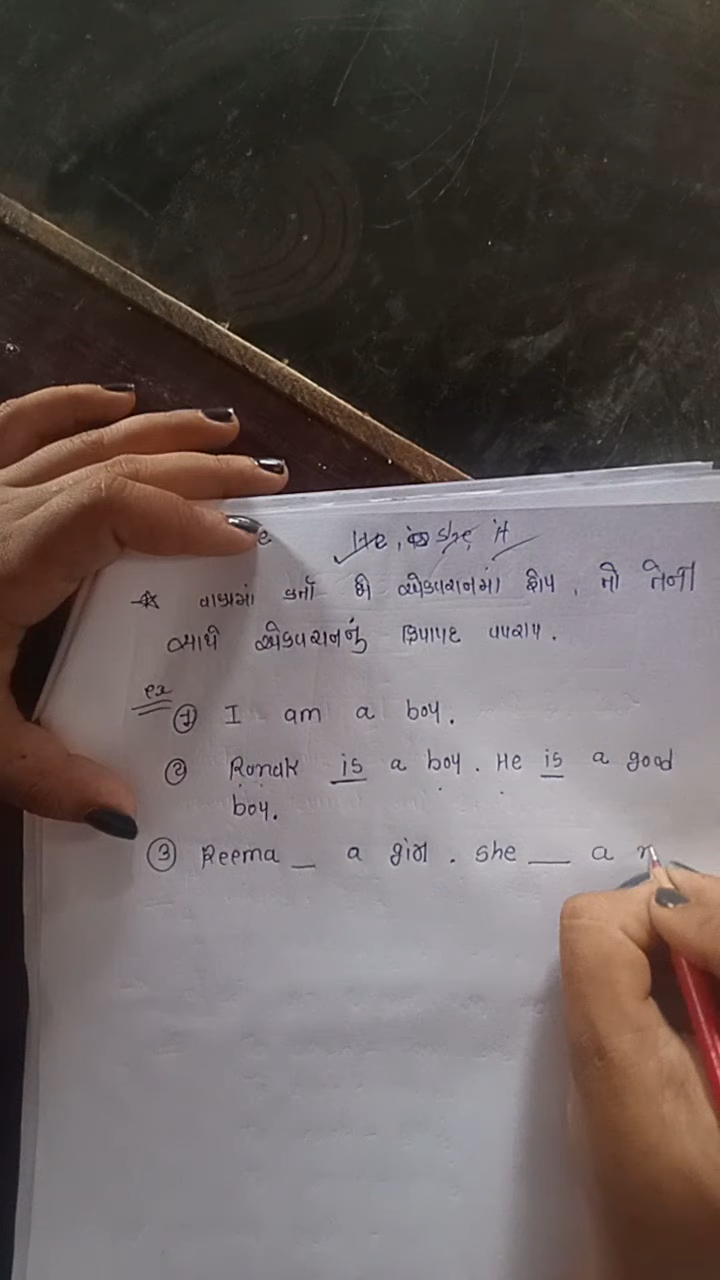 e He, she, it
* વાક્યમાં કર્તા જો એકવચનમાં હોય, તો તેની
સાથે એકવચનનું ક્રિયાપદ વપરાય.
ex ① I am a boy.
② Ronak is a boy. He is a good
boy.
③ Reema _ a girl. she __ a n